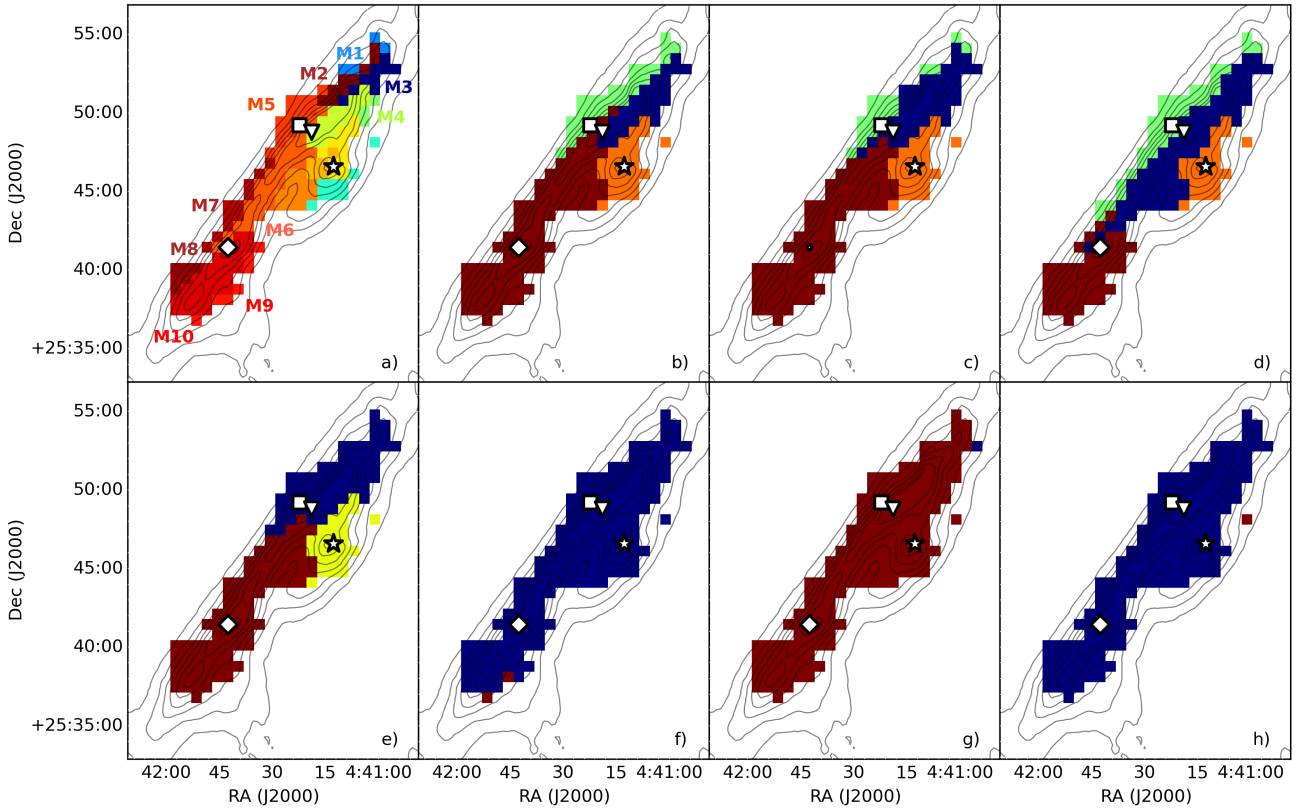 55:00
M1
M2
M3
50:00
M5
M4
45:00
M7
M6
M8
40:00
M9
M10
+25:35:00
a)
b)
c)
d)
Dec (J2000)
55:00
50:00
45:00
40:00
+25:35:00
e)
f)
g)
h)
Dec (J2000)
42:00 45 30 15 4:41:00
42:00 45 30 15 4:41:00
42:00 45 30 15 4:41:00
42:00 45 30 15 4:41:00
RA (J2000)
RA (J2000)
RA (J2000)
RA (J2000)